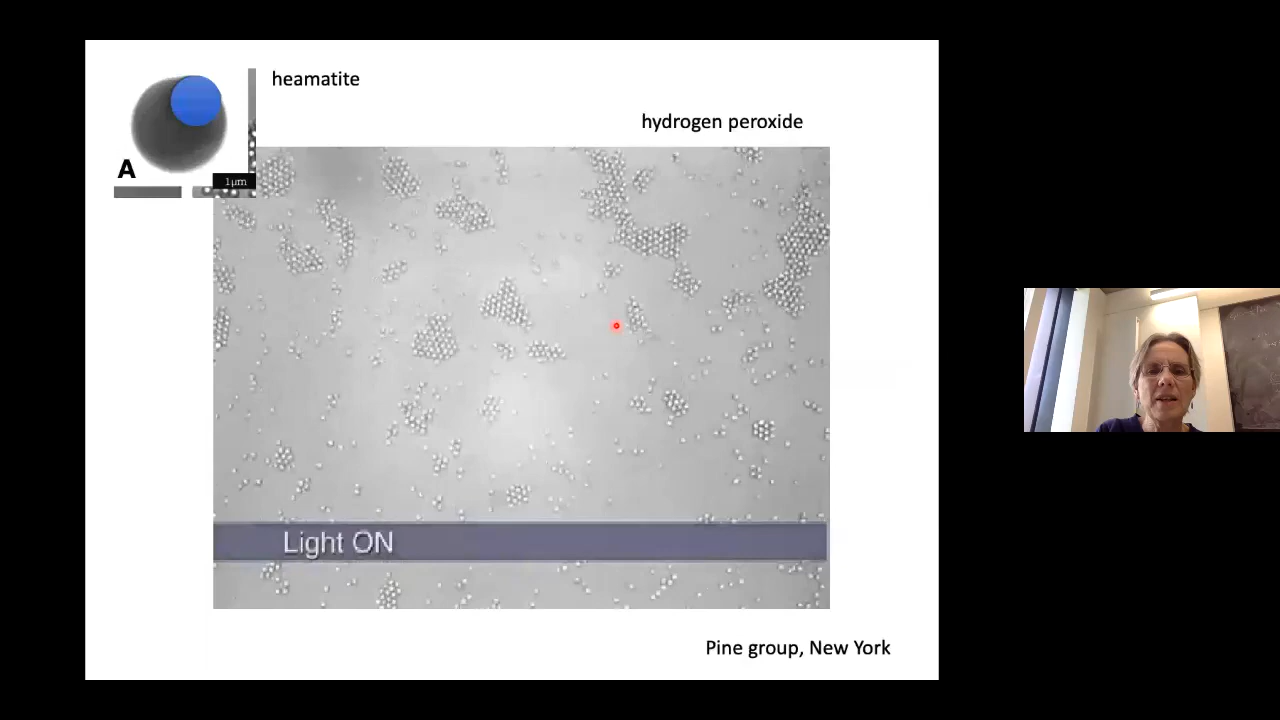 heamatite
hydrogen peroxide
A
1μm
Light ON
Pine group, New York